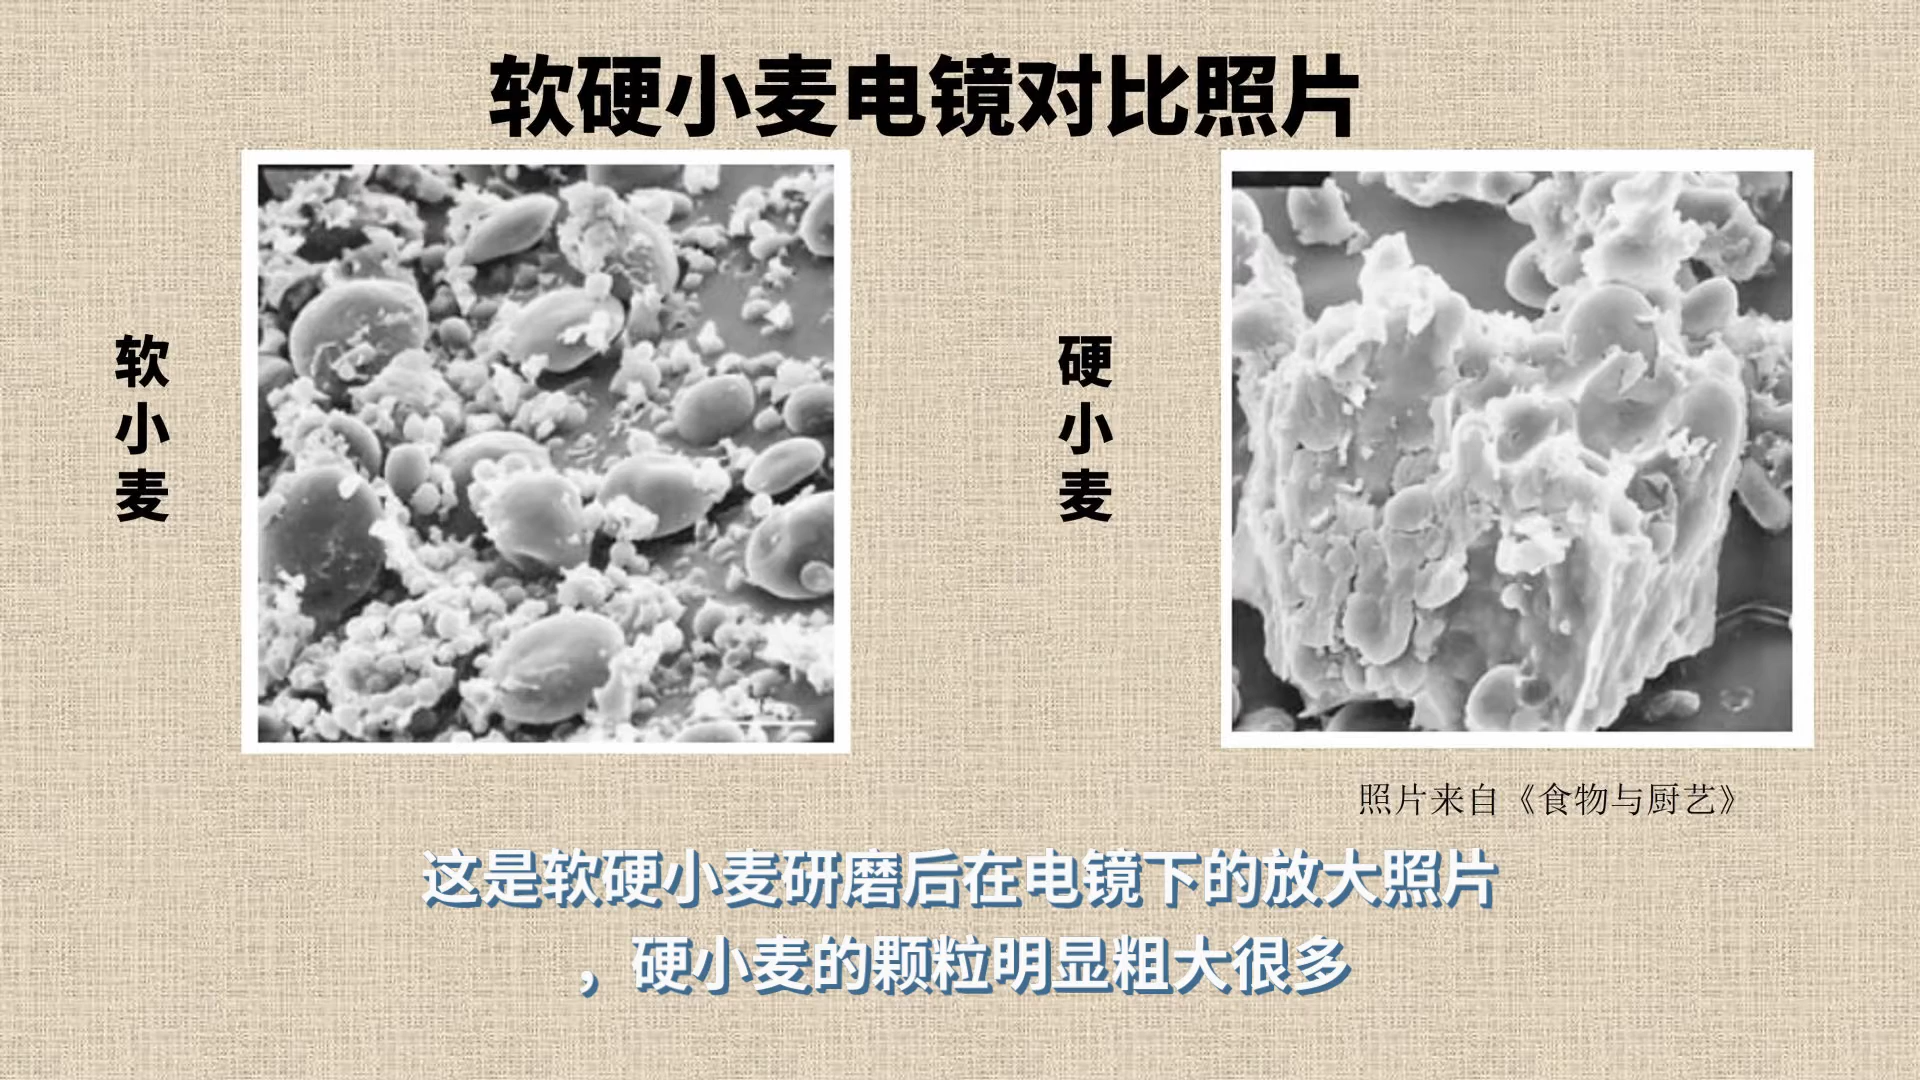 软硬小麦电镜对比照片
软小麦
硬小麦
照片来自《食物与厨艺》
这是软硬小麦研磨后在电镜下的放大照片
，硬小麦的颗粒明显粗大很多